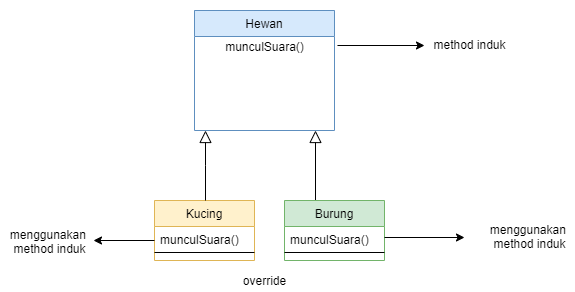 Hewan
munculSuara()
method induk
Kucing
Burung
munculSuara()
munculSuara()
menggunakan
method induk
menggunakan
method induk
override